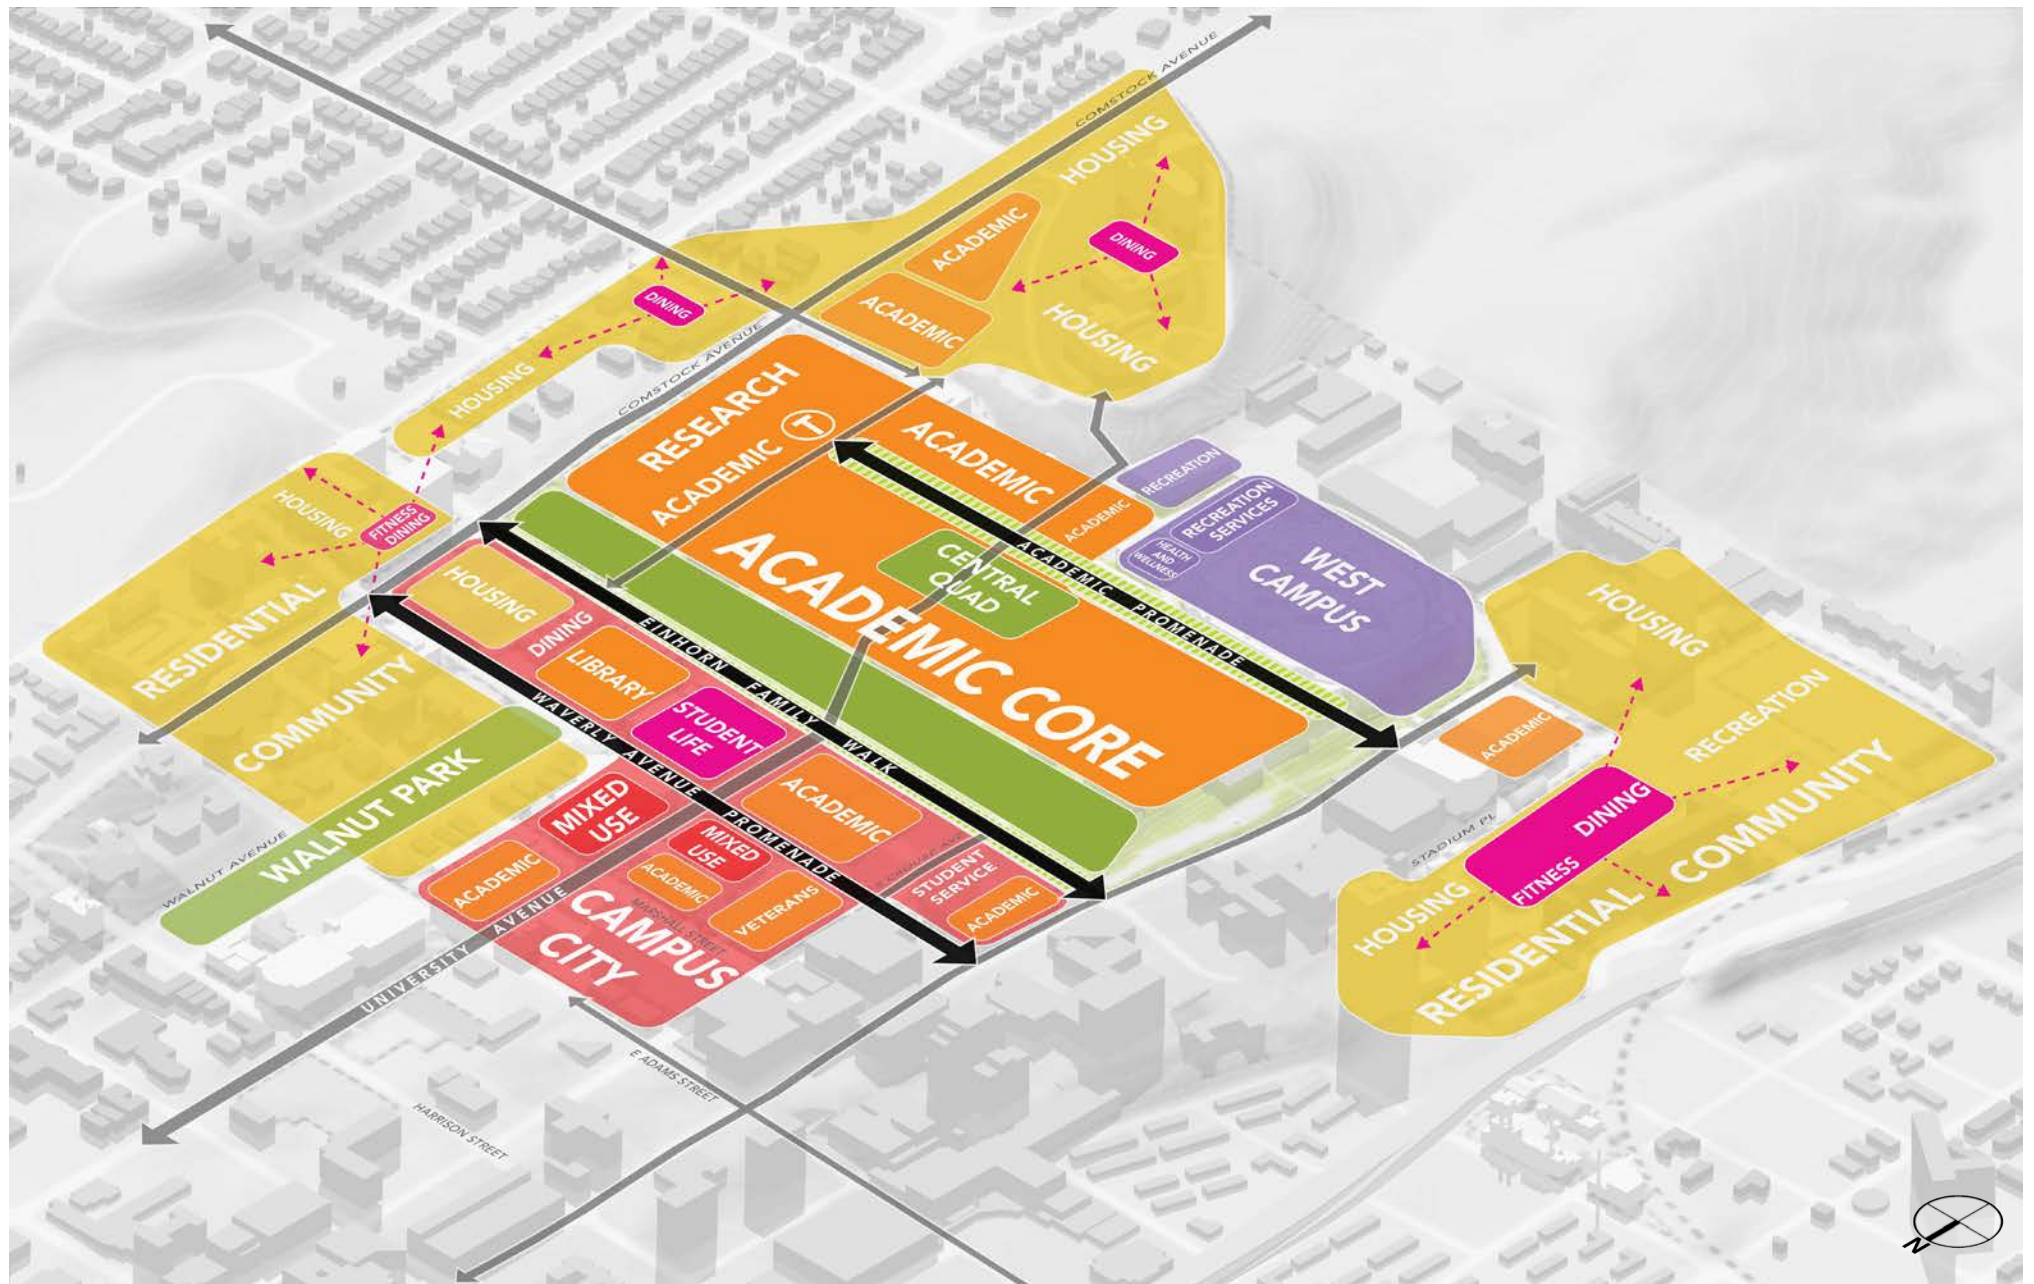 COMSTOCK AVENUE
HOUSING
ACADEMIC
DINING
DINING
ACADEMIC
HOUSING
COMSTOCK AVENUE
HOUSING
RESEARCH
ACADEMIC
T
ACADEMIC
ACADEMIC
RECREATION
RECREATION
SERVICES
HEALTH
AND
WELLNESS
WEST
CAMPUS
HOUSING
FITNESS
DINING
RESIDENTIAL
COMMUNITY
ACADEMIC CORE
CENTRAL
QUAD
ACADEMIC PROMENADE
HOUSING
DINING
LIBRARY
STUDENT
LIFE
EINHORN FAMILY WALK
WAVERLY AVENUE PROMENADE
HOUSING
RECREATION
ACADEMIC
DINING
FITNESS
HOUSING
RESIDENTIAL COMMUNITY
STADIUM PL
WALNUT PARK
WALNUT AVENUE
MIXED
USE
MIXED
USE
ACADEMIC
ACADEMIC
ACADEMIC
VETERANS
MARSHALL STREET
STUDENT
SERVICE
ACADEMIC
CAMPUS
CITY
UNIVERSITY AVENUE
E ADAMS STREET
HARRISON STREET
N